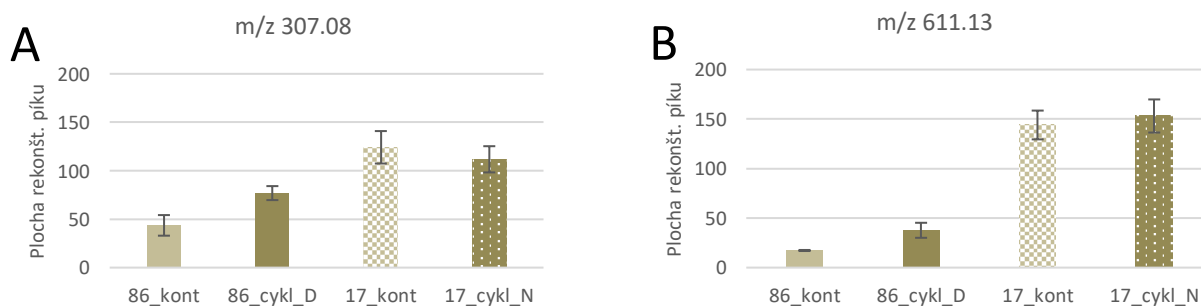 A
m/z 307.08
Plocha rekonšt. píku
200
150
100
50
0
86_kont 86_cykl_D 17_kont 17_cykl_N
B
m/z 611.13
Plocha rekonšt. píku
200
150
100
50
0
86_kont 86_cykl_D 17_kont 17_cykl_N